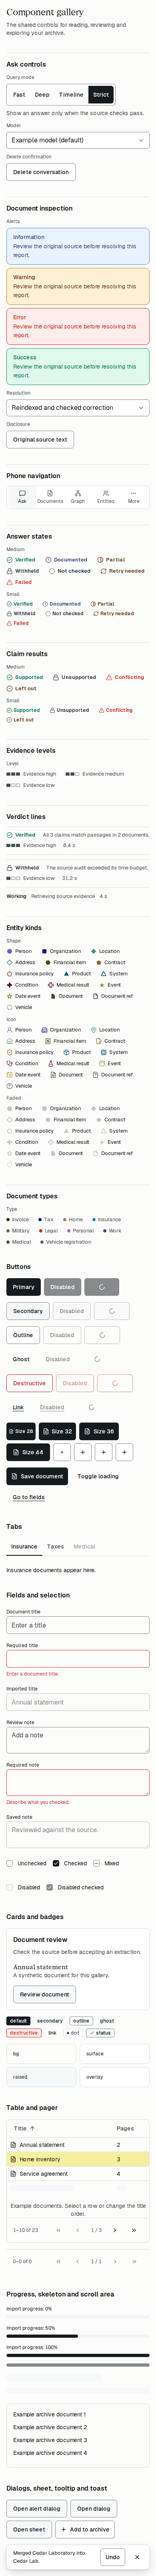 Component gallery
The shared controls for reading, reviewing and
exploring your archive.
Ask controls
Query mode
Fast Deep Timeline Strict
Show an answer only when the source checks pass.
Model
Example model (default)
Delete confirmation
Delete conversation
Document inspection
Alerts
Information
Review the original source before resolving this
report.
Warning
Review the original source before resolving this
report.
Error
Review the original source before resolving this
report.
Success
Review the original source before resolving this
report.
Resolution
Reindexed and checked correction
Disclosure
Original source text
Phone navigation
Ask Documents Graph Entities More
Answer states
Medium
Verified Documented Partial
Withheld Not checked Retry needed
Failed
Small
Verified Documented Partial
Withheld Not checked Retry needed
Failed
Claim results
Medium
Supported Unsupported Conflicting
Left out
Small
Supported Unsupported Conflicting
Left out
Evidence levels
Level
Evidence high Evidence medium
Evidence low
Verdict lines
Verified All 3 claims match passages in 2 documents.
Evidence high 8.4 s
Withheld The source audit exceeded its time budget.
Evidence low 31.2 s
Working Retrieving source evidence 4 s
Entity kinds
Shape
Person Organization Location
Address Financial item Contract
Insurance policy Product System
Condition Medical result Event
Date event Document Document ref
Vehicle
Icon
Person Organization Location
Address Financial item Contract
Insurance policy Product System
Condition Medical result Event
Date event Document Document ref
Vehicle
Faded
Person Organization Location
Address Financial item Contract
Insurance policy Product System
Condition Medical result Event
Date event Document Document ref
Vehicle
Document types
Type
Invoice Tax Home Insurance
Military Legal Personal Work
Medical Vehicle registration
Buttons
Primary Disabled
Secondary Disabled
Outline Disabled
Ghost Disabled
Destructive Disabled
Link Disabled
Size 28 Size 32 Size 36
Size 44
Save document Toggle loading
Go to fields
Tabs
Insurance Taxes Medical
Insurance documents appear here.
Fields and selection
Document title
Enter a title
Required title
Enter a document title.
Imported title
Annual statement
Review note
Add a note
Required note
Describe what you checked.
Saved note
Reviewed against the source.
Unchecked Checked Mixed
Disabled Disabled checked
Cards and badges
Document review
Check the source before accepting an extraction.
Annual statement
A synthetic document for this gallery.
Review document
default secondary outline ghost
destructive link dot status
bg surface
raised overlay
Table and pager
Title Pages
Annual statement 2
Home inventory 3
Service agreement 4
Example documents. Select a row or change the title
order.
1–10 of 23 1 / 3
0–0 of 0 1 / 1
Progress, skeleton and scroll area
Import progress: 0%
Import progress: 50%
Import progress: 100%
Example archive document 1
Example archive document 2
Example archive document 3
Example archive document 4
Dialogs, sheet, tooltip and toast
Open alert dialog Open dialog
Open sheet Add to archive
Merged Cedar Laboratory into
Cedar Lab.
Undo